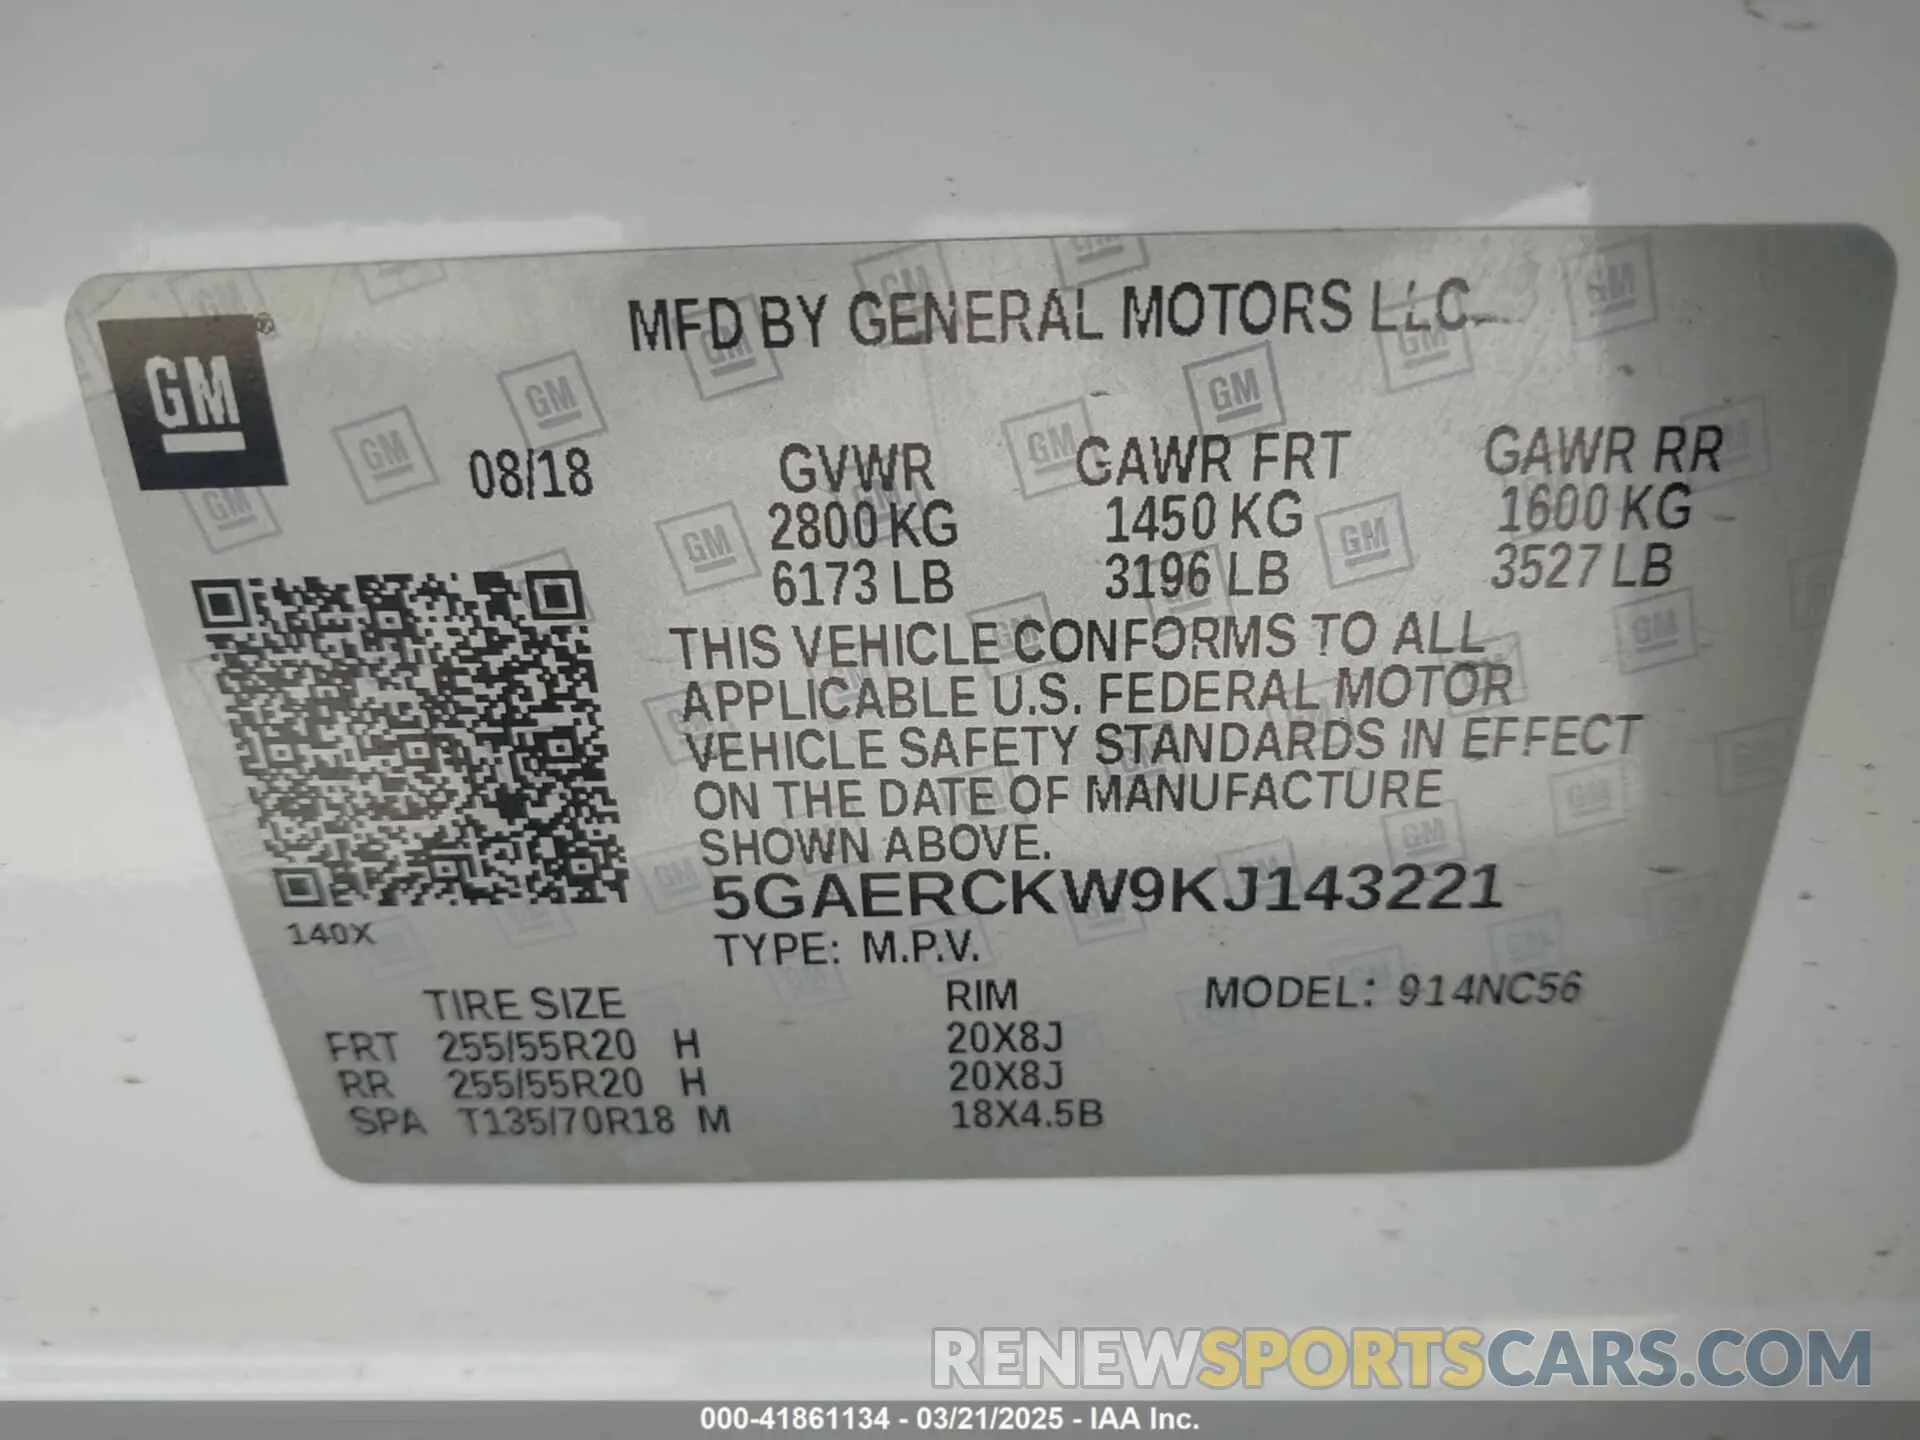 MFD BY GENERAL MOTORS LLC
GM
08/18 GVWR GAWR FRT GAWR RR
2800 KG 1450 KG 1600 KG
6173 LB 3196 LB 3527 LB
THIS VEHICLE CONFORMS TO ALL
APPLICABLE U.S. FEDERAL MOTOR
VEHICLE SAFETY STANDARDS IN EFFECT
ON THE DATE OF MANUFACTURE
SHOWN ABOVE.
5GAERCKW9KJ143221
140X
TYPE: M.P.V.
TIRE SIZE RIM MODEL: 914NC56
FRT 255/55R20 H 20X8J
RR 255/55R20 H 20X8J
SPA T135/70R18 M 18X4.5B
RENEWSPORTSCARS.COM
000-41861134 - 03/21/2025 - IAA Inc.